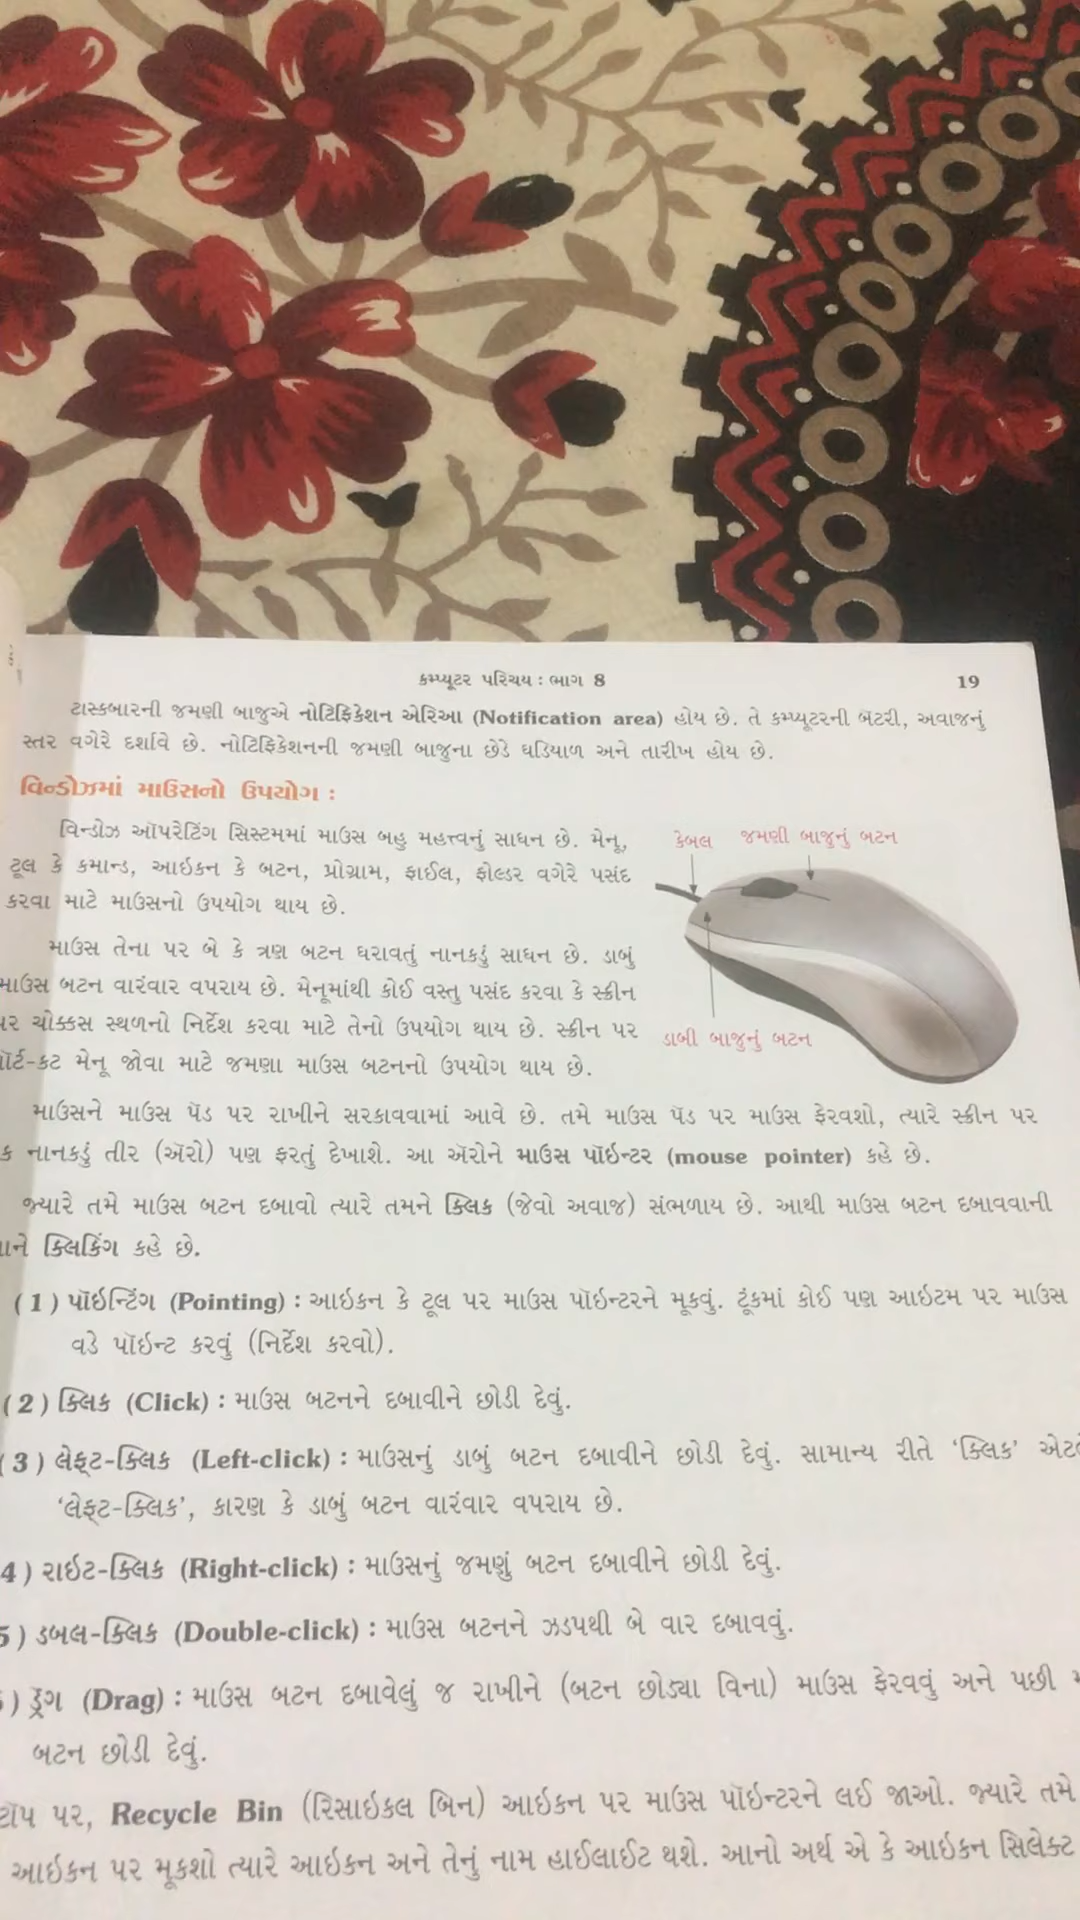 કમ્પ્યૂટર પરિચય : ભાગ 8
19
ટાસ્કબારની જમણી બાજુએ નોટિફિકેશન એરિઆ (Notification area) હોય છે. તે કમ્પ્યૂટરની બૅટરી, અવાજનું
સ્તર વગેરે દર્શાવે છે. નોટિફિકેશનની જમણી બાજુના છેડે ઘડિયાળ અને તારીખ હોય છે.
વિન્ડોઝમાં માઉસનો ઉપયોગ :
વિન્ડોઝ ઑપરેટિંગ સિસ્ટમમાં માઉસ બહુ મહત્ત્વનું સાધન છે. મેનૂ,
ટૂલ કે કમાન્ડ, આઇકન કે બટન, પ્રોગ્રામ, ફાઈલ, ફોલ્ડર વગેરે પસંદ
કરવા માટે માઉસનો ઉપયોગ થાય છે.
કેબલ
જમણી બાજુનું બટન
માઉસ તેના પર બે કે ત્રણ બટન ધરાવતું નાનકડું સાધન છે. ડાબું
માઉસ બટન વારંવાર વપરાય છે. મેનૂમાંથી કોઈ વસ્તુ પસંદ કરવા કે સ્ક્રીન
પર ચોક્કસ સ્થળનો નિર્દેશ કરવા માટે તેનો ઉપયોગ થાય છે. સ્ક્રીન પર
ૉર્ટ-કટ મેનૂ જોવા માટે જમણા માઉસ બટનનો ઉપયોગ થાય છે.
ડાબી બાજુનું બટન
માઉસને માઉસ પૅડ પર રાખીને સરકાવવામાં આવે છે. તમે માઉસ પૅડ પર માઉસ ફેરવશો, ત્યારે સ્ક્રીન પર
ક નાનકડું તીર (ઍરો) પણ ફરતું દેખાશે. આ ઍરોને માઉસ પૉઇન્ટર (mouse pointer) કહે છે.
જ્યારે તમે માઉસ બટન દબાવો ત્યારે તમને ક્લિક (જેવો અવાજ) સંભળાય છે. આથી માઉસ બટન દબાવવાની
ાને ક્લિકિંગ કહે છે.
(1) પૉઇન્ટિંગ (Pointing) : આઇકન કે ટૂલ પર માઉસ પૉઇન્ટરને મૂકવું. ટૂંકમાં કોઈ પણ આઇટમ પર માઉસ
વડે પૉઇન્ટ કરવું (નિર્દેશ કરવો).
(2) ક્લિક (Click) : માઉસ બટનને દબાવીને છોડી દેવું.
(3) લેફ્ટ-ક્લિક (Left-click) : માઉસનું ડાબું બટન દબાવીને છોડી દેવું. સામાન્ય રીતે 'ક્લિક' એટલે
'લેફ્ટ-ક્લિક', કારણ કે ડાબું બટન વારંવાર વપરાય છે.
4) રાઇટ-ક્લિક (Right-click) : માઉસનું જમણું બટન દબાવીને છોડી દેવું.
5) ડબલ-ક્લિક (Double-click) : માઉસ બટનને ઝડપથી બે વાર દબાવવું.
) ડ્રૅગ (Drag) : માઉસ બટન દબાવેલું જ રાખીને (બટન છોડ્યા વિના) માઉસ ફેરવવું અને પછી
બટન છોડી દેવું.
ટૉપ પર, Recycle Bin (રિસાઇકલ બિન) આઇકન પર માઉસ પૉઇન્ટરને લઈ જાઓ. જ્યારે તમે
આઇકન પર મૂકશો ત્યારે આઇકન અને તેનું નામ હાઈલાઈટ થશે. આનો અર્થ એ કે આઇકન સિલેક્ટ